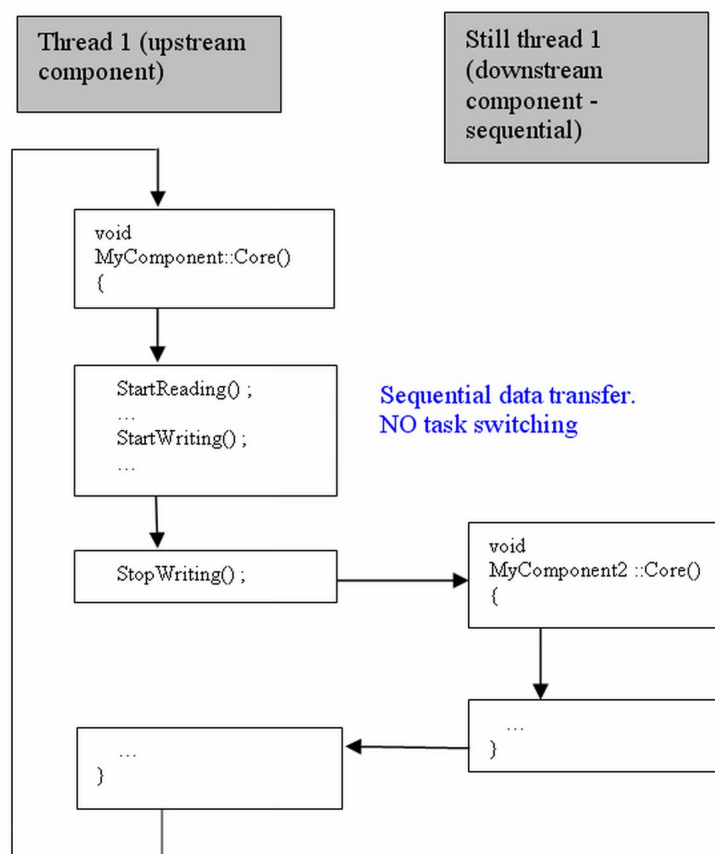 Thread 1 (upstream
component)
Still thread 1
(downstream
component -
sequential)
void
MyComponent::Core()
{
StartReading() ;
...
StartWriting() ;
...
Sequential data transfer.
NO task switching
StopWriting() ;
void
MyComponent2 ::Core()
{
...
}
...
}